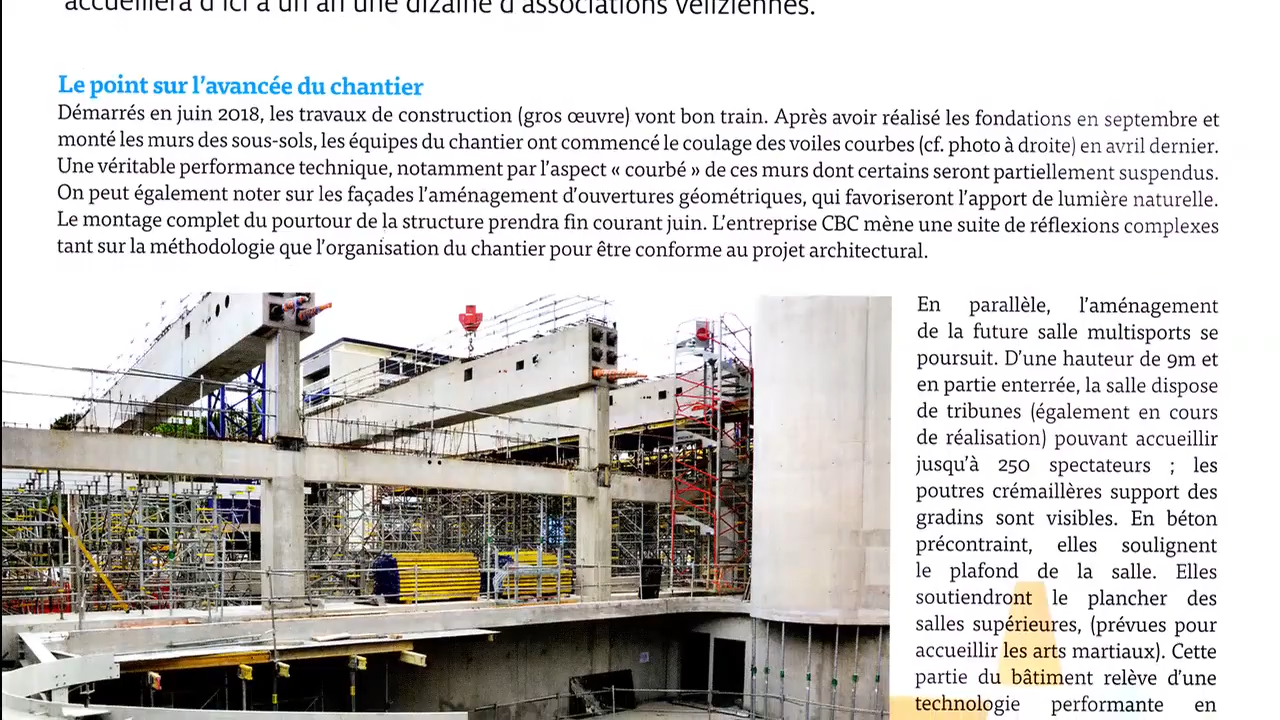 accueillera d'ici à un an une dizaine d'associations véliziennes.
Le point sur l'avancée du chantier
Démarrés en juin 2018, les travaux de construction (gros œuvre) vont bon train. Après avoir réalisé les fondations en septembre et
monté les murs des sous-sols, les équipes du chantier ont commencé le coulage des voiles courbes (cf. photo à droite) en avril dernier.
Une véritable performance technique, notamment par l'aspect « courbé » de ces murs dont certains seront partiellement suspendus.
On peut également noter sur les façades l'aménagement d'ouvertures géométriques, qui favoriseront l'apport de lumière naturelle.
Le montage complet du pourtour de la structure prendra fin courant juin. L'entreprise CBC mène une suite de réflexions complexes
tant sur la méthodologie que l'organisation du chantier pour être conforme au projet architectural.
En parallèle, l'aménagement
de la future salle multisports se
poursuit. D'une hauteur de 9m et
en partie enterrée, la salle dispose
de tribunes (également en cours
de réalisation) pouvant accueillir
jusqu'à 250 spectateurs ; les
poutres crémaillères support des
gradins sont visibles. En béton
précontraint, elles soulignent
le plafond de la salle. Elles
soutiendront le plancher des
salles supérieures, (prévues pour
accueillir les arts martiaux). Cette
partie du bâtiment relève d'une
technologie performante en